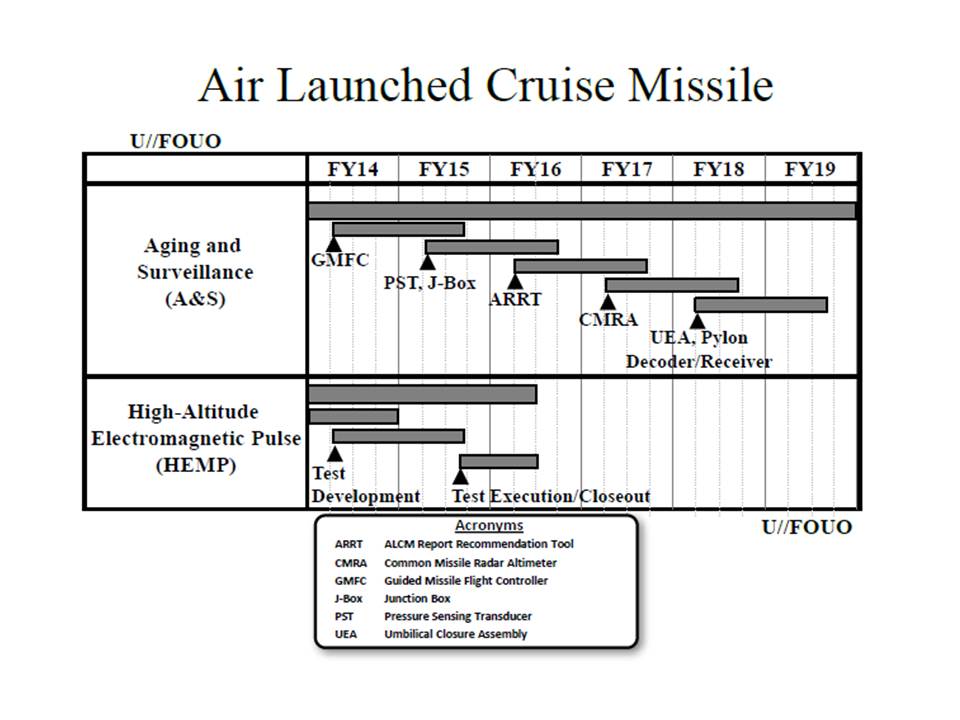 Air Launched Cruise Missile
U//FOUO
FY14 FY15 FY16 FY17 FY18 FY19
Aging and
Surveillance
(A&S)
GMFC
PST, J-Box
ARRT
CMRA
UEA, Pylon
Decoder/Receiver
High-Altitude
Electromagnetic Pulse
(HEMP)
Test
Development
Test Execution/Closeout
U//FOUO
Acronyms
ARRT ALCM Report Recommendation Tool
CMRA Common Missile Radar Altimeter
GMFC Guided Missile Flight Controller
J-Box Junction Box
PST Pressure Sensing Transducer
UEA Umbilical Closure Assembly